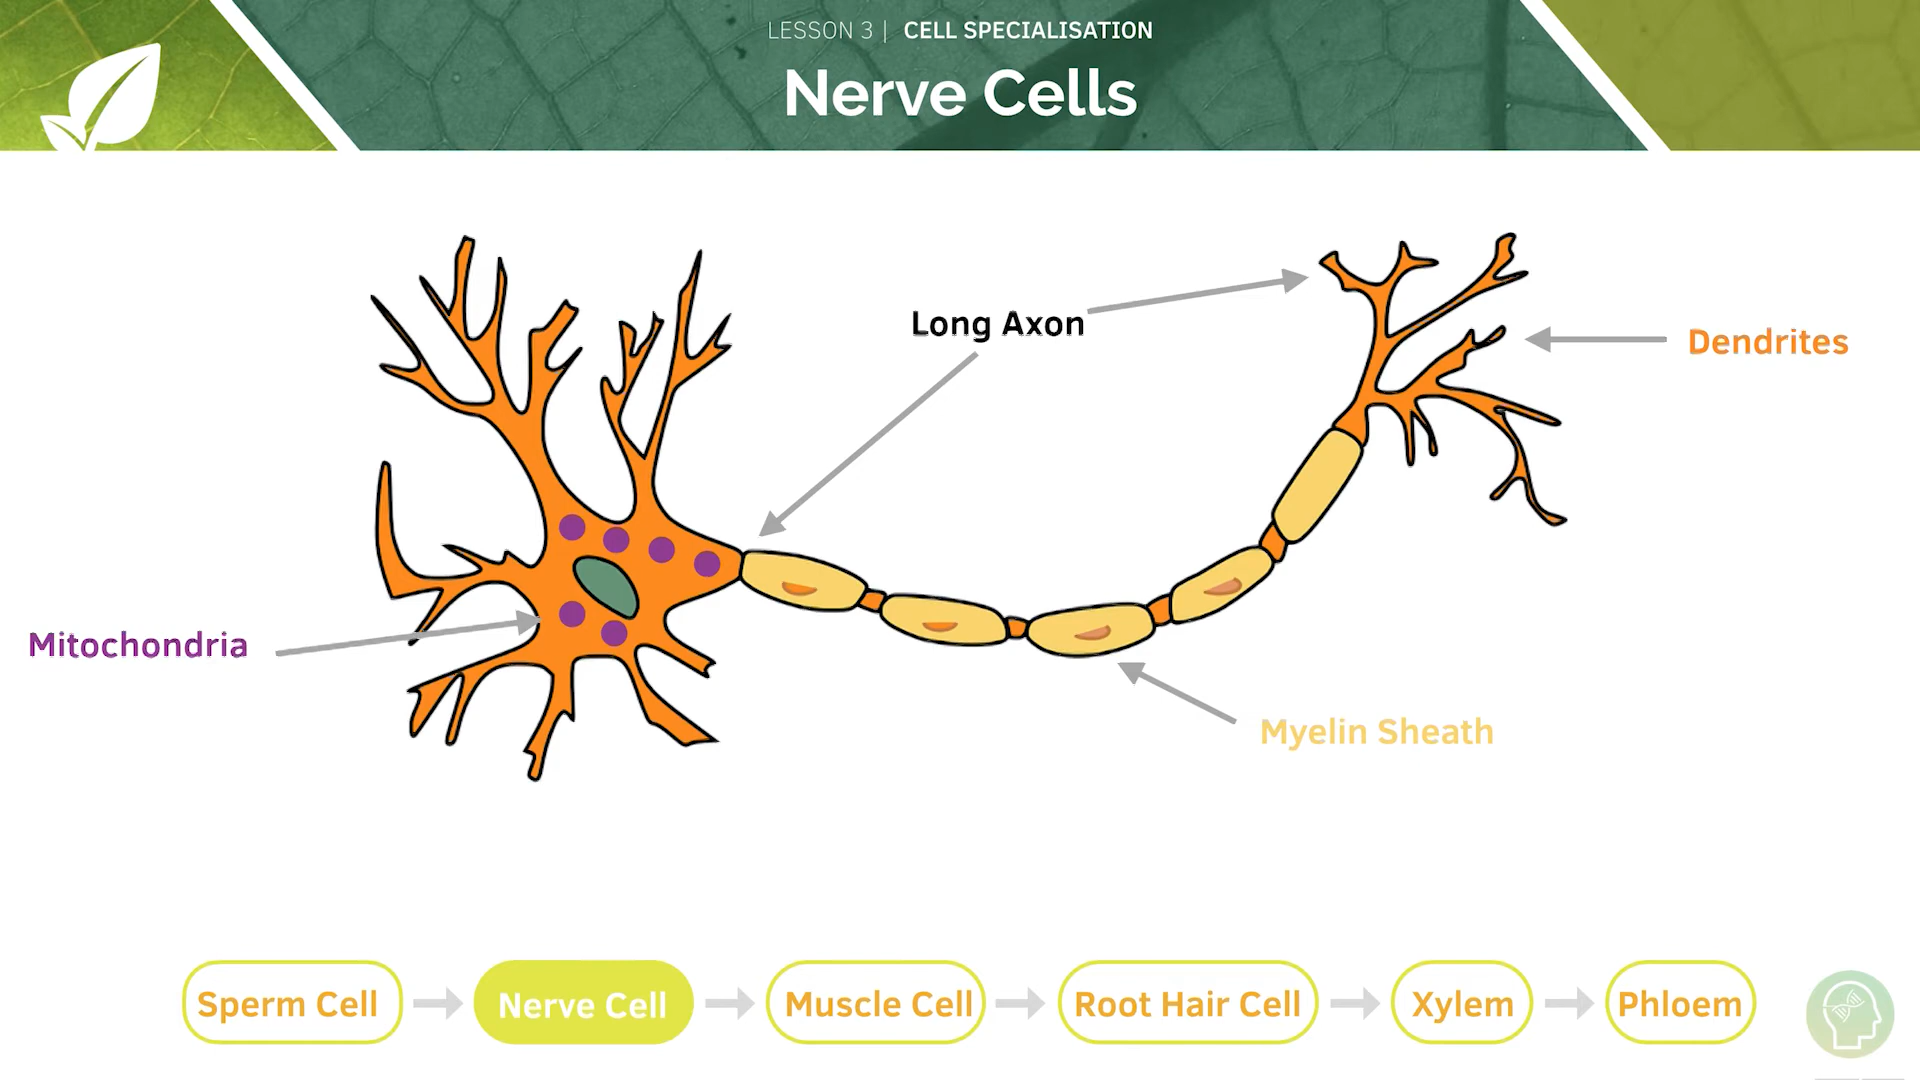 LESSON 3 | CELL SPECIALISATION
Nerve Cells
Long Axon
Dendrites
Mitochondria
Myelin Sheath
Sperm Cell
Nerve Cell
Muscle Cell
Root Hair Cell
Xylem
Phloem